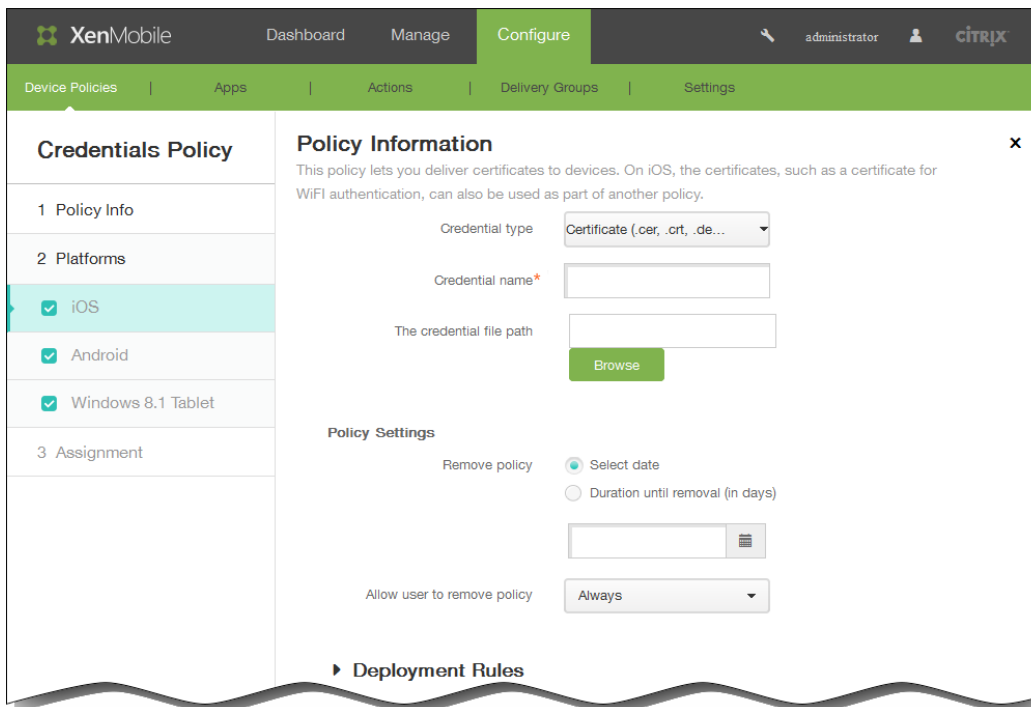 XenMobile Dashboard Manage Configure administrator CİTRIX
Device Policies | Apps | Actions | Delivery Groups | Settings
Credentials Policy
1 Policy Info
2 Platforms
iOS
Android
Windows 8.1 Tablet
3 Assignment
Policy Information
x
This policy lets you deliver certificates to devices. On iOS, the certificates, such as a certificate for
WiFI authentication, can also be used as part of another policy.
Credential type Certificate (.cer, .crt, .de...
Credential name*
The credential file path
Browse
Policy Settings
Remove policy Select date
Duration until removal (in days)
Allow user to remove policy Always
Deployment Rules